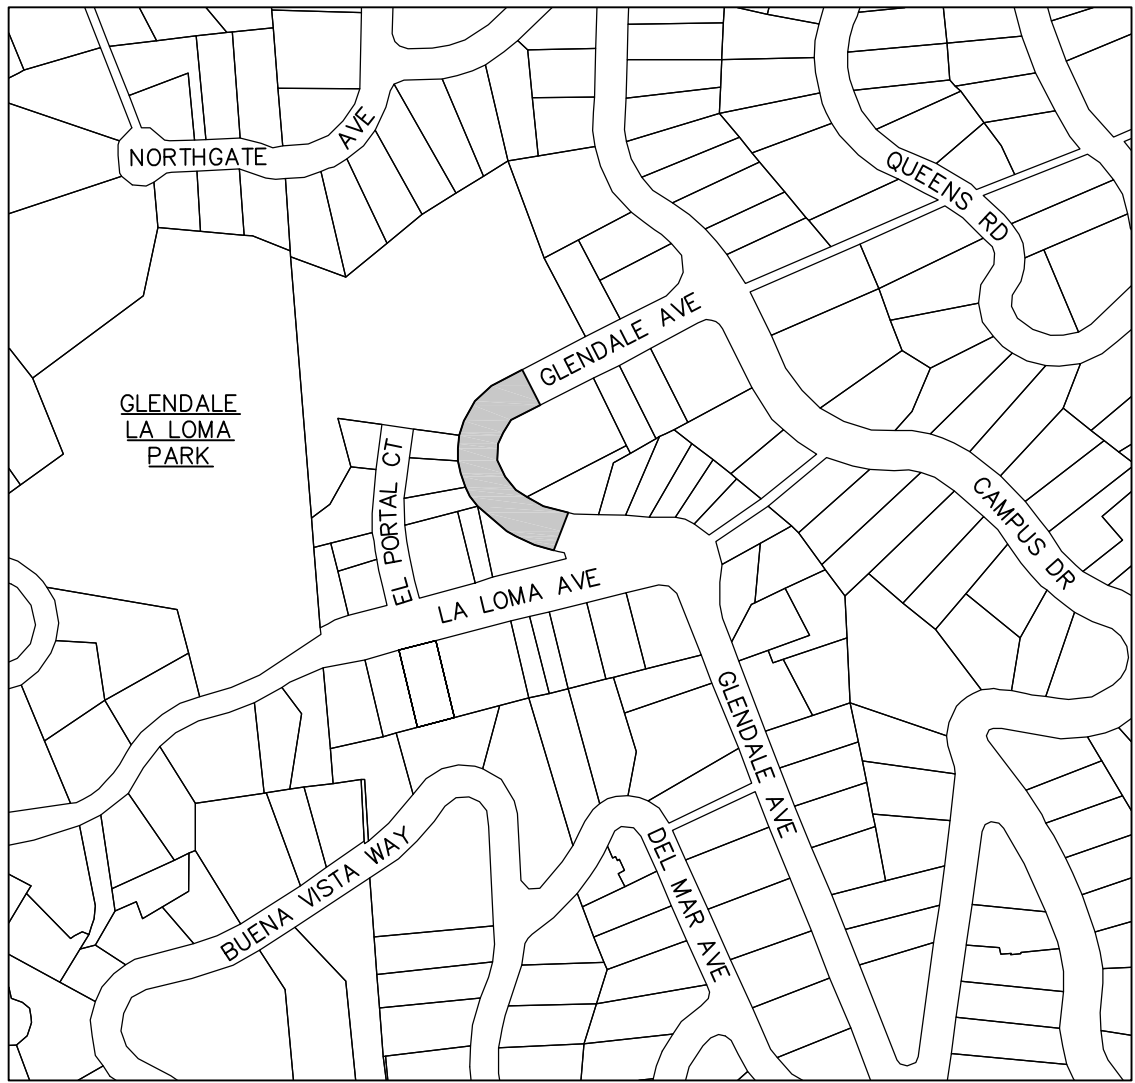 NORTHGATE AVE
QUEENS RD
GLENDALE AVE
GLENDALE
LA LOMA
PARK
EL PORTAL CT
CAMPUS DR
LA LOMA AVE
GLENDALE AVE
BUENA VISTA WAY
DEL MAR AVE